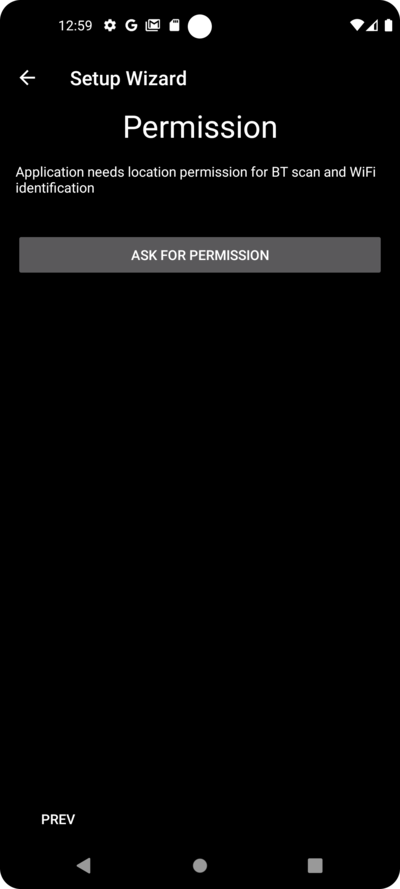 12:59
Setup Wizard
Permission
Application needs location permission for BT scan and WiFi
identification
ASK FOR PERMISSION
PREV